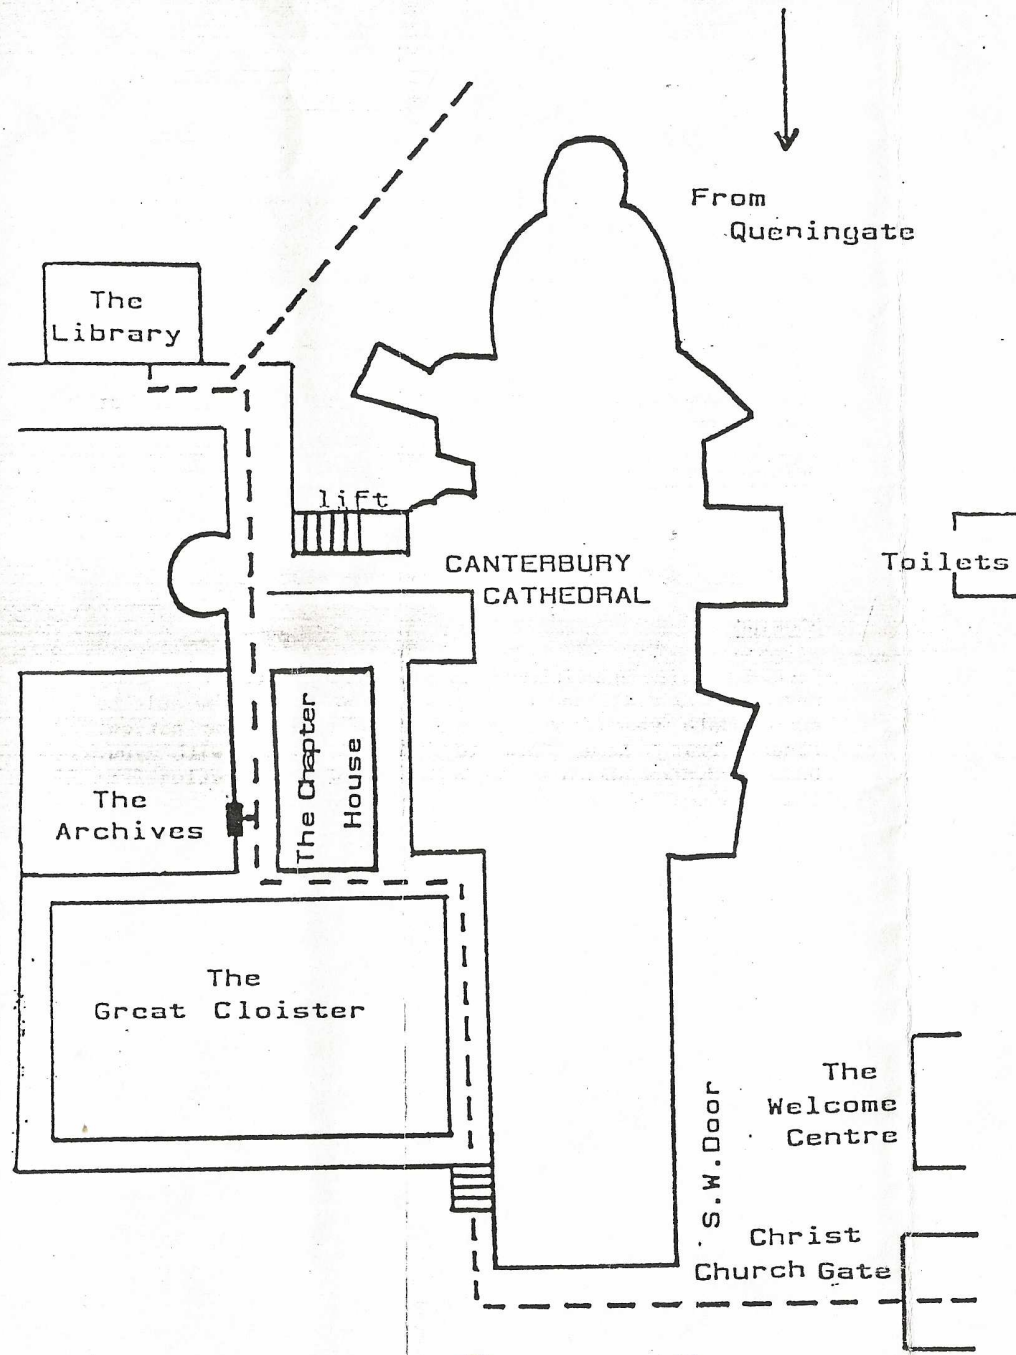 From
Queningate
The
Library
lift
CANTERBURY
CATHEDRAL
Toilets
The Chapter
House
The
Archives
The
Great Cloister
The
Welcome
Centre
S.W.Door
Christ
Church Gate